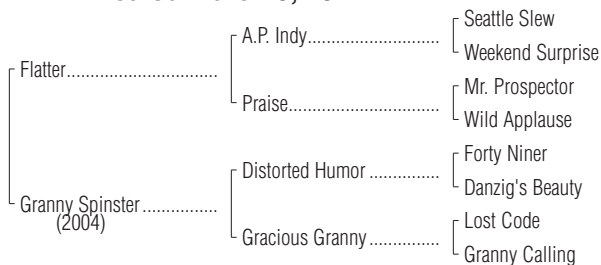 Seattle Slew
A.P. Indy
Weekend Surprise
Flatter
Mr. Prospector
Praise
Wild Applause
Forty Niner
Distorted Humor
Danzig's Beauty
Granny Spinster
(2004)
Lost Code
Gracious Granny
Granny Calling